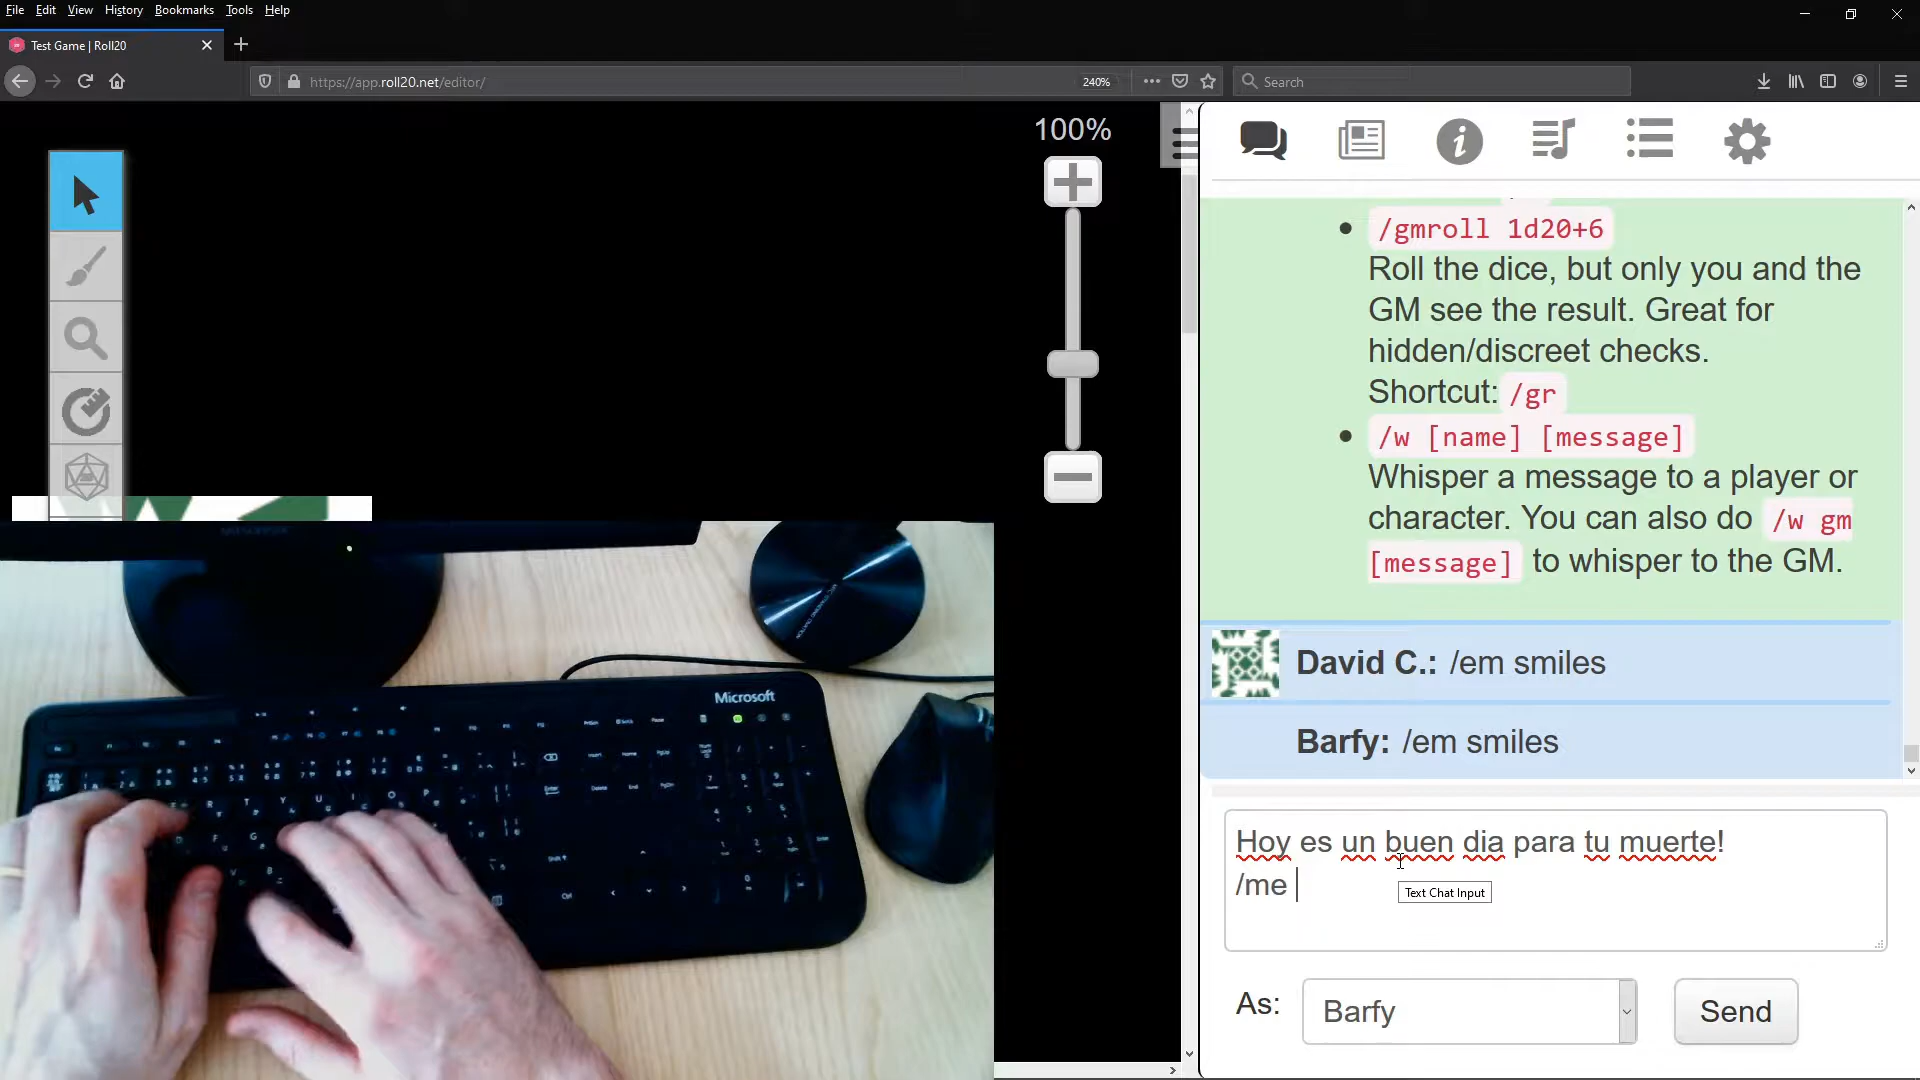 File Edit View History Bookmarks Tools Help
Test Game | Roll20
https://app.roll20.net/editor/
240%
Search
100%
/gmroll 1d20+6
Roll the dice, but only you and the
GM see the result. Great for
hidden/discreet checks.
Shortcut: /gr
/w [name] [message]
Whisper a message to a player or
character. You can also do /w gm
[message] to whisper to the GM.
David C.: /em smiles
Barfy: /em smiles
Hoy es un buen dia para tu muerte!
/me
Text Chat Input
As: Barfy Send
Microsoft